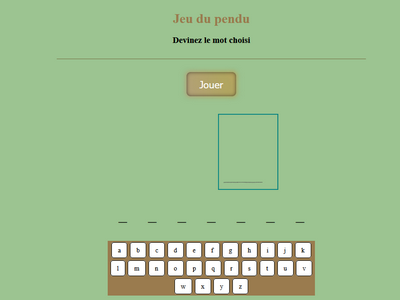 Jeu du pendu
Devinez le mot choisi
Jouer
_ _ _ _ _ _ _
a b c d e f g h i j k
l m n o p q r s t u v
w x y z